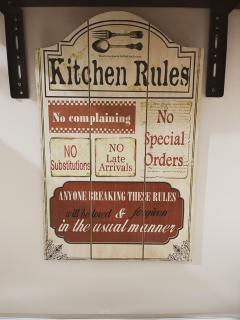 Kitchen Rules
No complaining
No
Special
Orders
NO
Substitutions
NO
Late
Arrivals
ANYONE BREAKING THESE RULES
will be loved & forgiven
in the usual manner